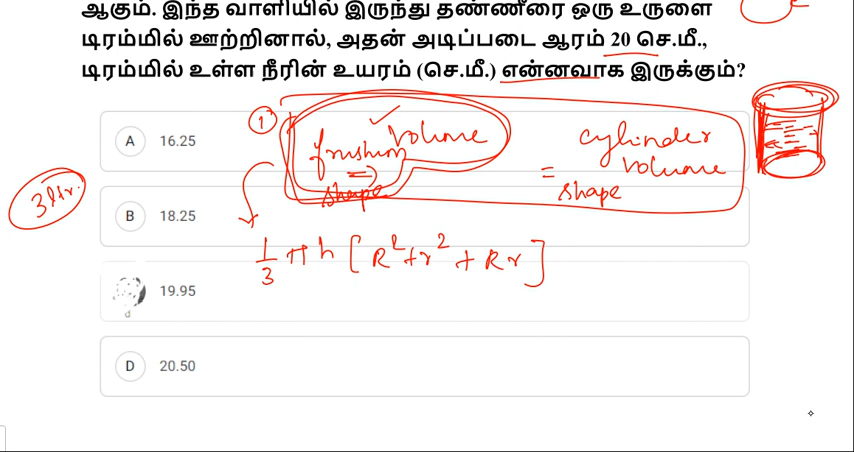 ஆகும். இந்த வாளியில் இருந்து தண்ணீரை ஒரு உருளை
டிரம்மில் ஊற்றினால், அதன் அடிப்படை ஆரம் 20 செ.மீ.,
டிரம்மில் உள்ள நீரின் உயரம் (செ.மீ.) என்னவாக இருக்கும்?
A 16.25
① frustum volume = cylinder volume
shape shape
3ltr.
B 18.25
1/3 π h [R²+r²+Rr]
19.95
D 20.50